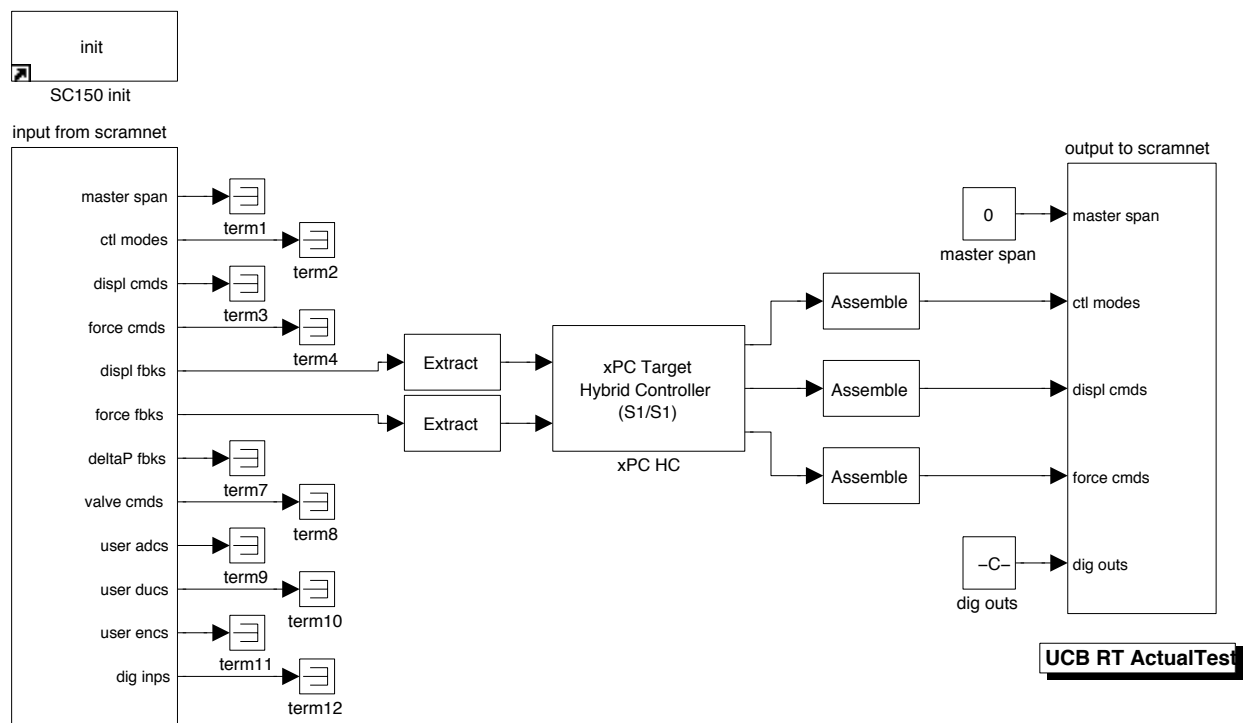 init
SC150 init
input from scramnet
master span
term1
ctl modes
term2
displ cmds
term3
force cmds
term4
displ fbks
force fbks
deltaP fbks
term7
valve cmds
term8
user adcs
term9
user ducs
term10
user encs
term11
dig inps
term12
Extract
Extract
xPC Target
Hybrid Controller
(S1/S1)
xPC HC
Assemble
Assemble
Assemble
0
master span
−C−
dig outs
output to scramnet
master span
ctl modes
displ cmds
force cmds
dig outs
UCB RT ActualTest